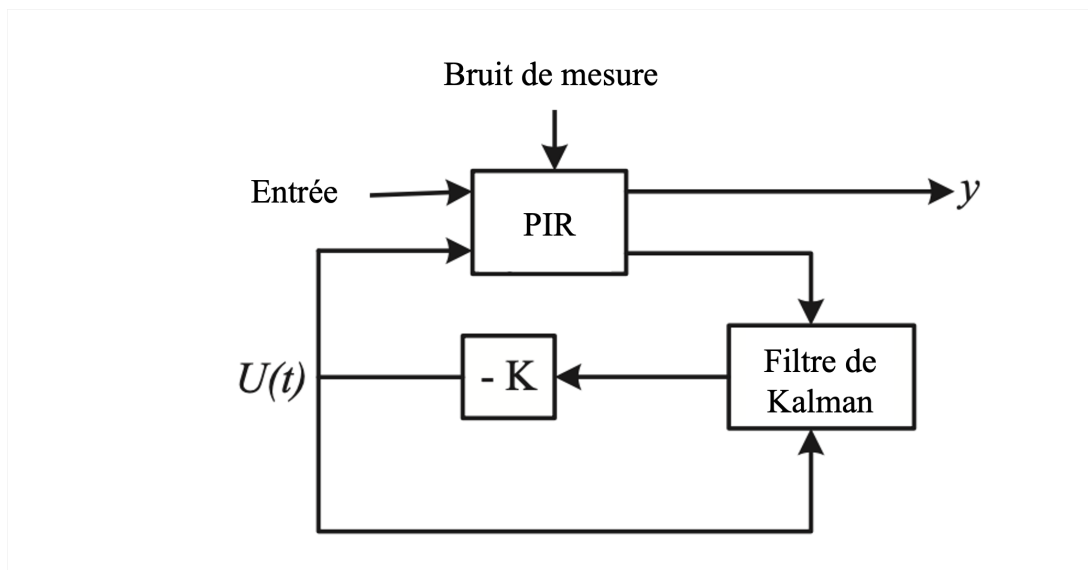 Bruit de mesure
Entrée
PIR
y
U(t)
- K
Filtre de
Kalman